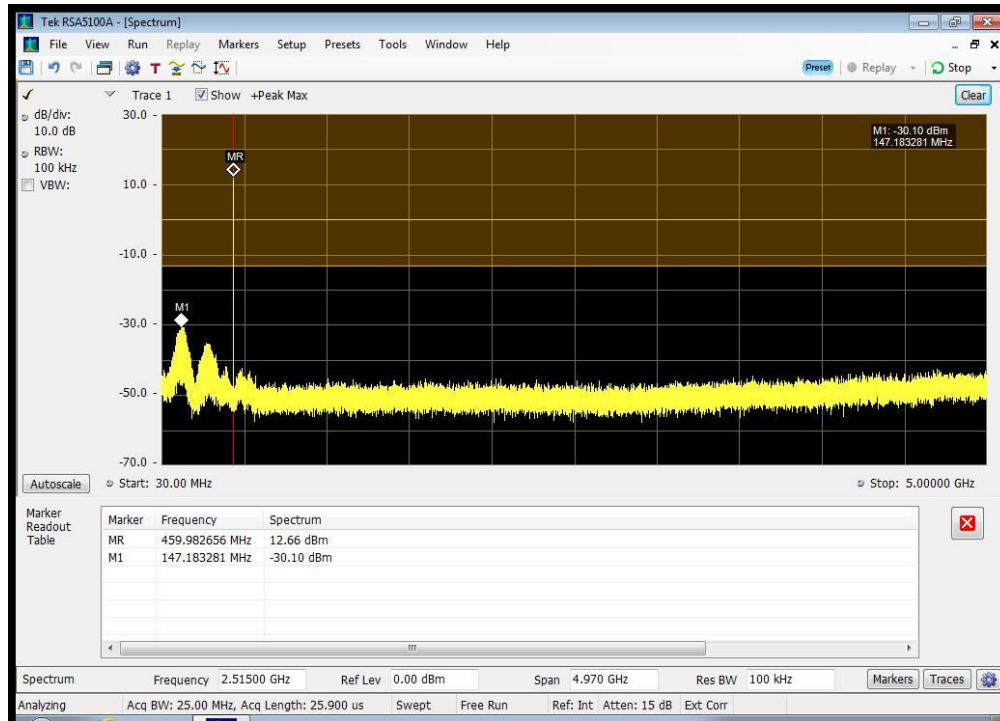 Tek RSA5100A - [Spectrum]
File View Run Replay Markers Setup Presets Tools Window Help
T Preset Replay Stop
Trace 1 Show +Peak Max Clear
dB/div:
10.0 dB
RBW:
100 kHz
VBW:
30.0
10.0
-10.0
-30.0
-50.0
-70.0
M1: -30.10 dBm
147.183281 MHz
MR
M1
Autoscale Start: 30.00 MHz Stop: 5.00000 GHz
Marker
Readout
Table
Marker Frequency Spectrum
MR 459.982656 MHz 12.66 dBm
M1 147.183281 MHz -30.10 dBm
Spectrum Frequency 2.51500 GHz Ref Lev 0.00 dBm Span 4.970 GHz Res BW 100 kHz Markers Traces
Analyzing Acq BW: 25.00 MHz, Acq Length: 25.900 us Swept Free Run Ref: Int Atten: 15 dB Ext Corr